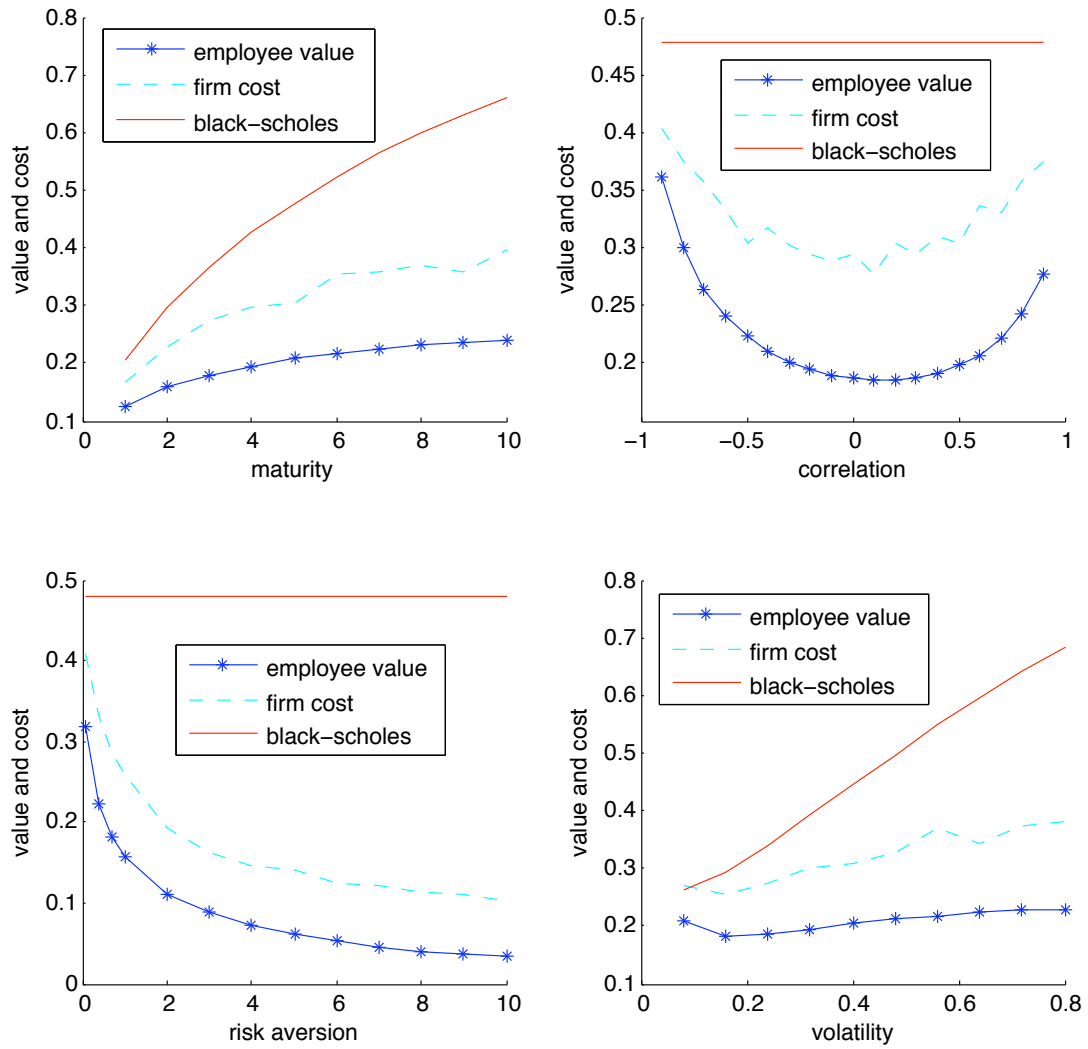 0.8
0.7
0.6
0.5
0.4
0.3
0.2
0.1
value and cost
employee value
firm cost
black−scholes
0 2 4 6 8 10
maturity
0.5
0.45
0.4
0.35
0.3
0.25
0.2
value and cost
employee value
firm cost
black−scholes
−1 −0.5 0 0.5 1
correlation
0.5
0.4
0.3
0.2
0.1
0
value and cost
employee value
firm cost
black−scholes
0 2 4 6 8 10
risk aversion
0.8
0.7
0.6
0.5
0.4
0.3
0.2
0.1
value and cost
employee value
firm cost
black−scholes
0 0.2 0.4 0.6 0.8
volatility